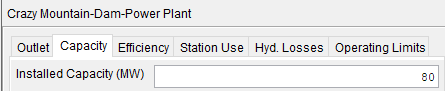 Crazy Mountain-Dam-Power Plant
Outlet Capacity Efficiency Station Use Hyd. Losses Operating Limits
Installed Capacity (MW) 80